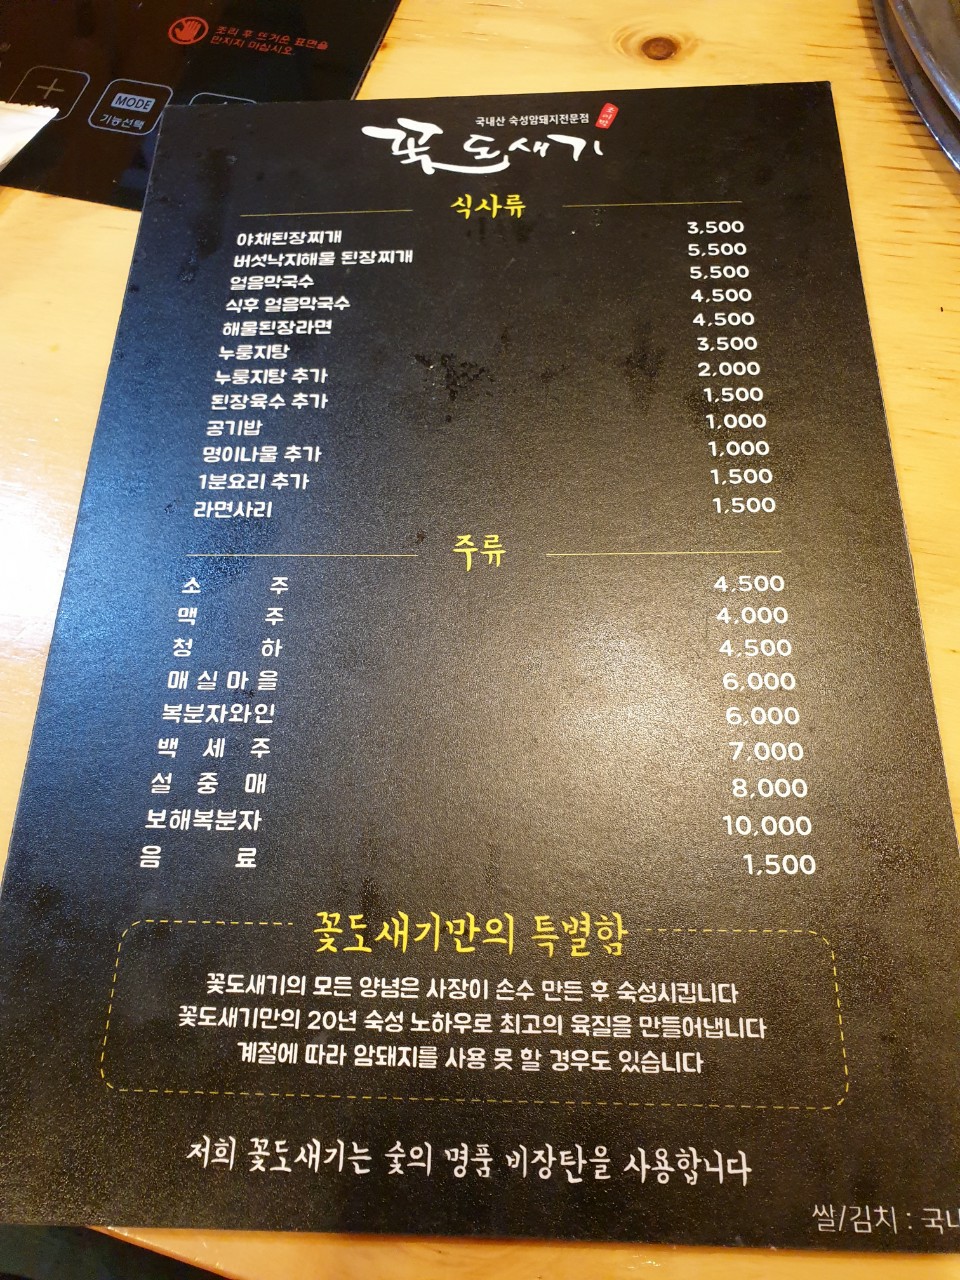 조리 후 뜨거운 표면을
만지지 마십시오.
MODE
기능선택
국내산 숙성암돼지전문점
꽃도새기
식사류
야채된장찌개 3,500
버섯낙지해물 된장찌개 5,500
얼음막국수 5,500
식후 얼음막국수 4,500
해물된장라면 4,500
누룽지탕 3,500
누룽지탕 추가 2,000
된장육수 추가 1,500
공기밥 1,000
명이나물 추가 1,000
1분요리 추가 1,500
라면사리 1,500
주류
소 주 4,500
맥 주 4,000
청 하 4,500
매 실 마 을 6,000
복분자와인 6,000
백 세 주 7,000
설 중 매 8,000
보해복분자 10,000
음 료 1,500
꽃도새기만의 특별함
꽃도새기의 모든 양념은 사장이 손수 만든 후 숙성시킵니다
꽃도새기만의 20년 숙성 노하우로 최고의 육질을 만들어냅니다
계절에 따라 암돼지를 사용 못 할 경우도 있습니다
저희 꽃도새기는 숯의 명품 비장탄을 사용합니다
쌀/김치 : 국내